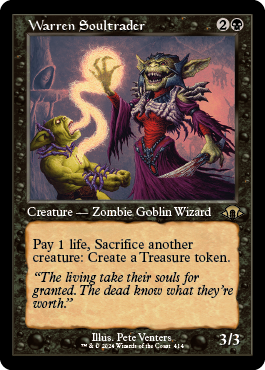 Warren Soultrader 2
Creature — Zombie Goblin Wizard
Pay 1 life, Sacrifice another
creature: Create a Treasure token.
“The living take their souls for
granted. The dead know what they’re
worth.”
Illus. Pete Venters
™ & © 2024 Wizards of the Coast 414
3/3